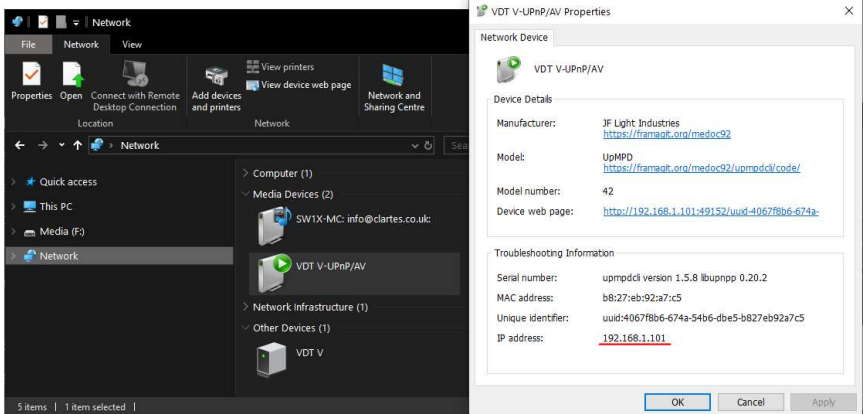 Network
File Network View
Properties
Open
Connect with Remote
Desktop Connection
Add devices
and printers
View printers
View device web page
Network and
Sharing Centre
Location
Network
Network
Sea
Quick access
This PC
Media (F:)
Network
Computer (1)
Media Devices (2)
SW1X-MC: info@clartes.co.uk:
VDT V-UPnP/AV
Network Infrastructure (1)
Other Devices (1)
VDT V
5 items 1 item selected
VDT V-UPnP/AV Properties
Network Device
VDT V-UPnP/AV
Device Details
Manufacturer: JF Light Industries
https://framagit.org/medoc92
Model: UpMPD
https://framagit.org/medoc92/upmpdcli/code/
Model number: 42
Device web page: http://192.168.1.101:49152/uuid-4067f8b6-674a-
Troubleshooting Information
Serial number: upmpdcli version 1.5.8 libupnpp 0.20.2
MAC address: b8:27:eb:92:a7:c5
Unique identifier: uuid:4067f8b6-674a-54b6-dbe5-b827eb92a7c5
IP address: 192.168.1.101
OK Cancel Apply